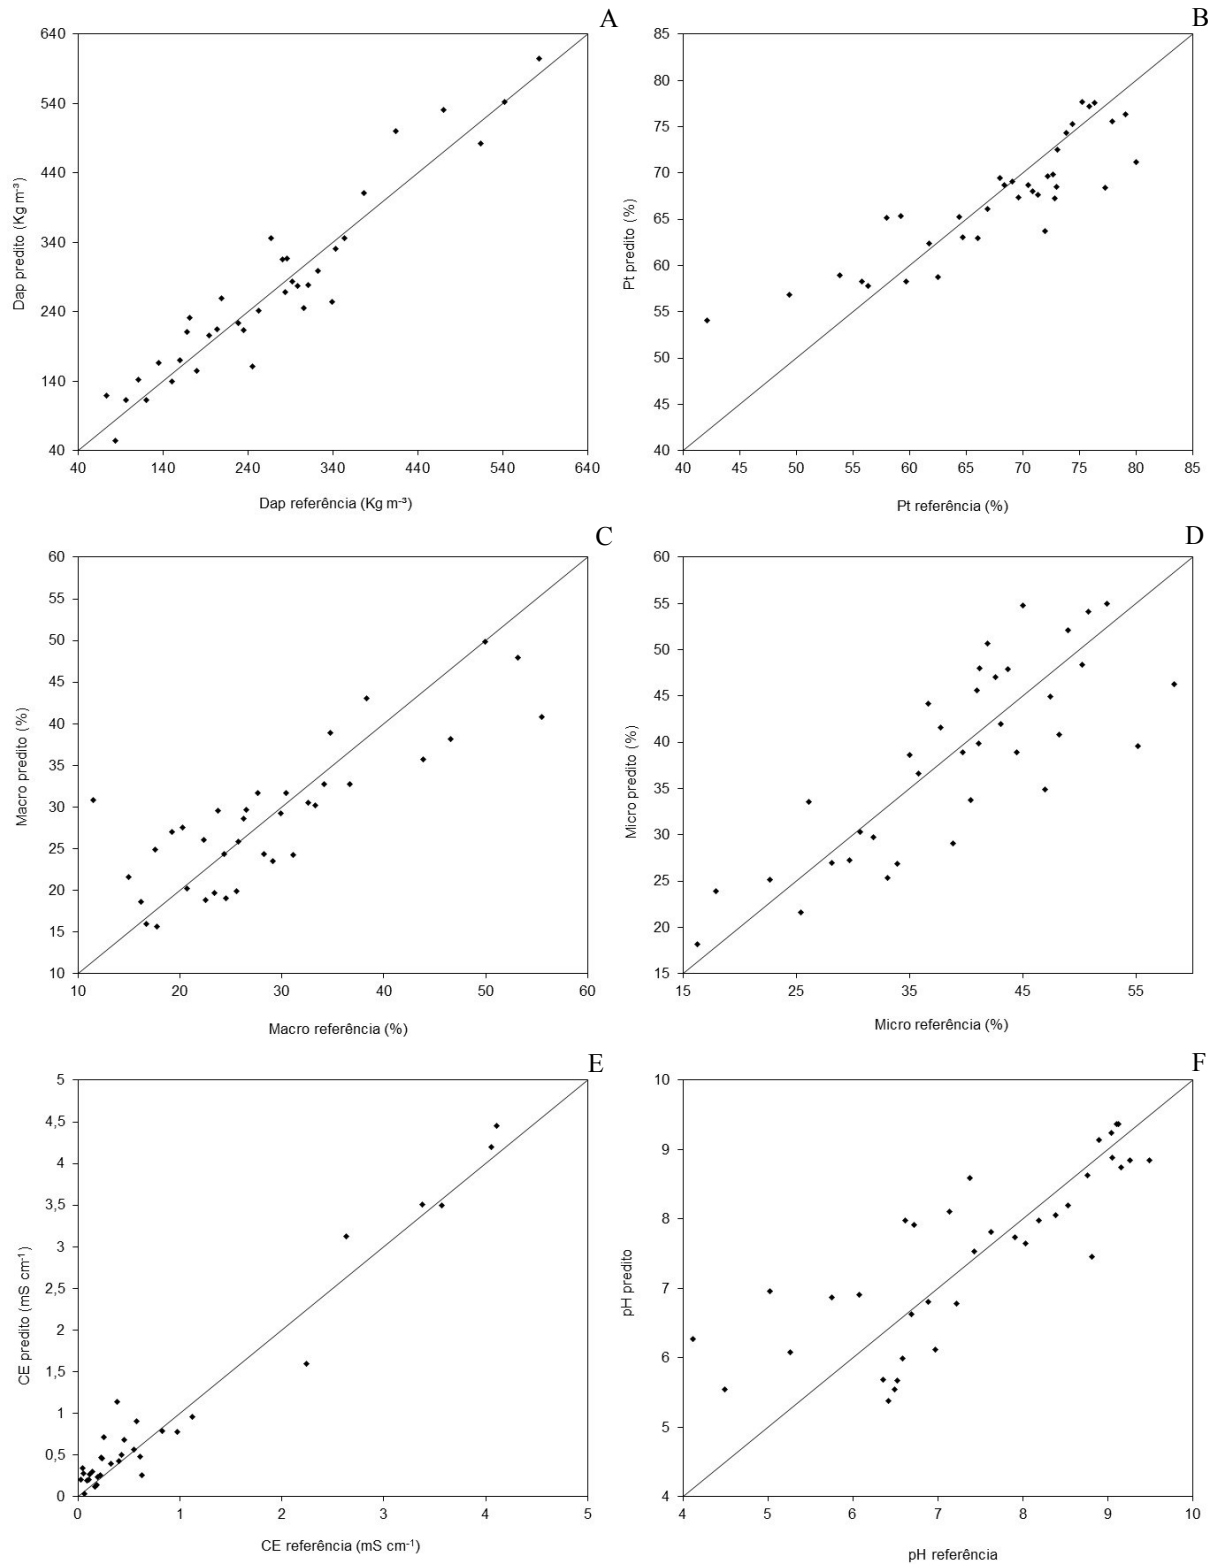 A
640
540
440
340
240
140
40
40 140 240 340 440 540 640
Dap predito (Kg m⁻³)
Dap referência (Kg m⁻³)
B
85
80
75
70
65
60
55
50
45
40
40 45 50 55 60 65 70 75 80 85
Pt predito (%)
Pt referência (%)
C
60
55
50
45
40
35
30
25
20
15
10
10 20 30 40 50 60
Macro predito (%)
Macro referência (%)
D
60
55
50
45
40
35
30
25
20
15
15 25 35 45 55
Micro predito (%)
Micro referência (%)
E
5
4,5
4
3,5
3
2,5
2
1,5
1
0,5
0
0 1 2 3 4 5
CE predito (mS cm⁻¹)
CE referência (mS cm⁻¹)
F
10
9
8
7
6
5
4
4 5 6 7 8 9 10
pH predito
pH referência